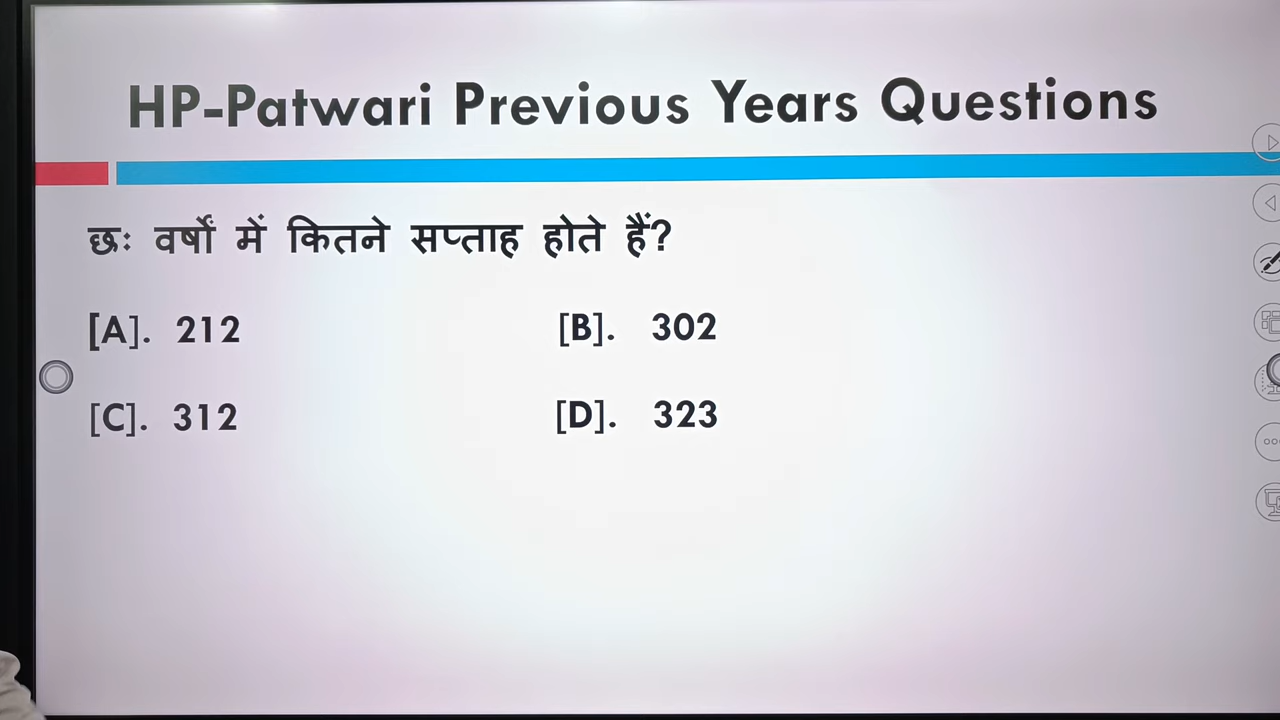 HP-Patwari Previous Years Questions
छः वर्षों में कितने सप्ताह होते हैं?
[A]. 212 [B]. 302
[C]. 312 [D]. 323